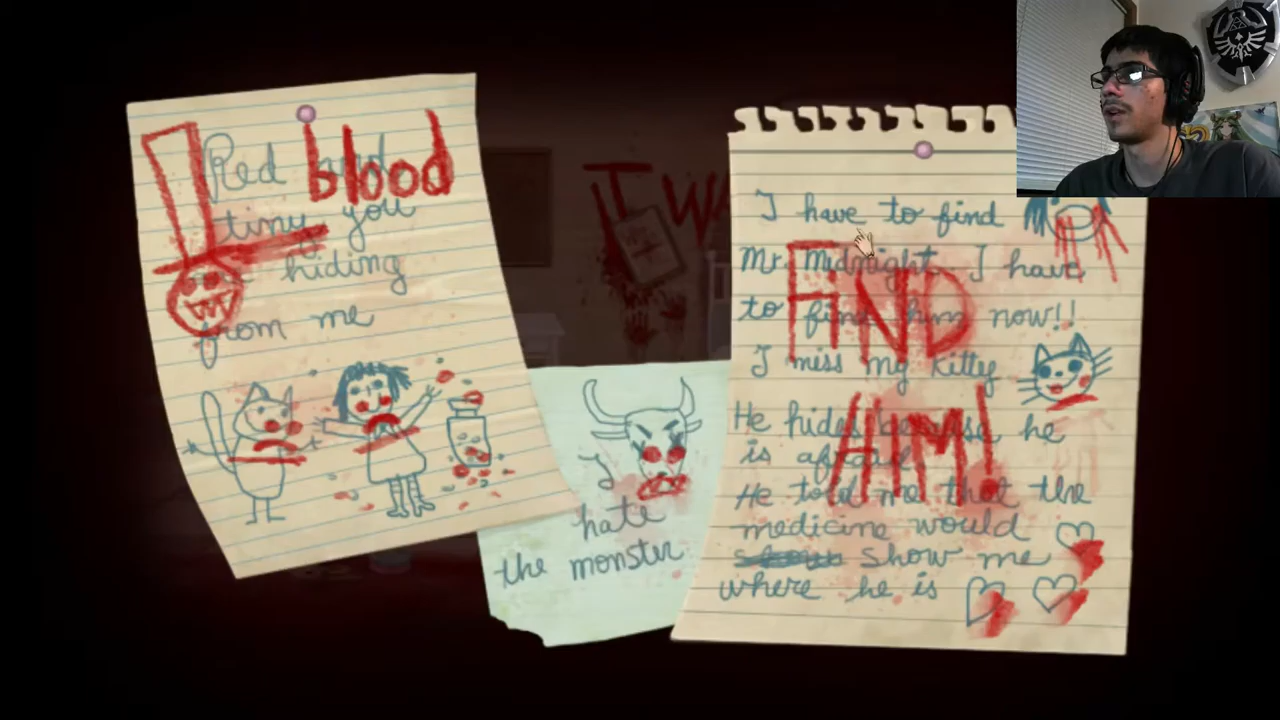 Red blood
tiny you
hiding
from me
I WA
I
hate
the monster
I have to find
Mr. Midnight. I have
to find him now!!
I miss my Kitty
He hides because he
is afraid
He told me that the
medicine would
show me
where he is
FIND
HIM!